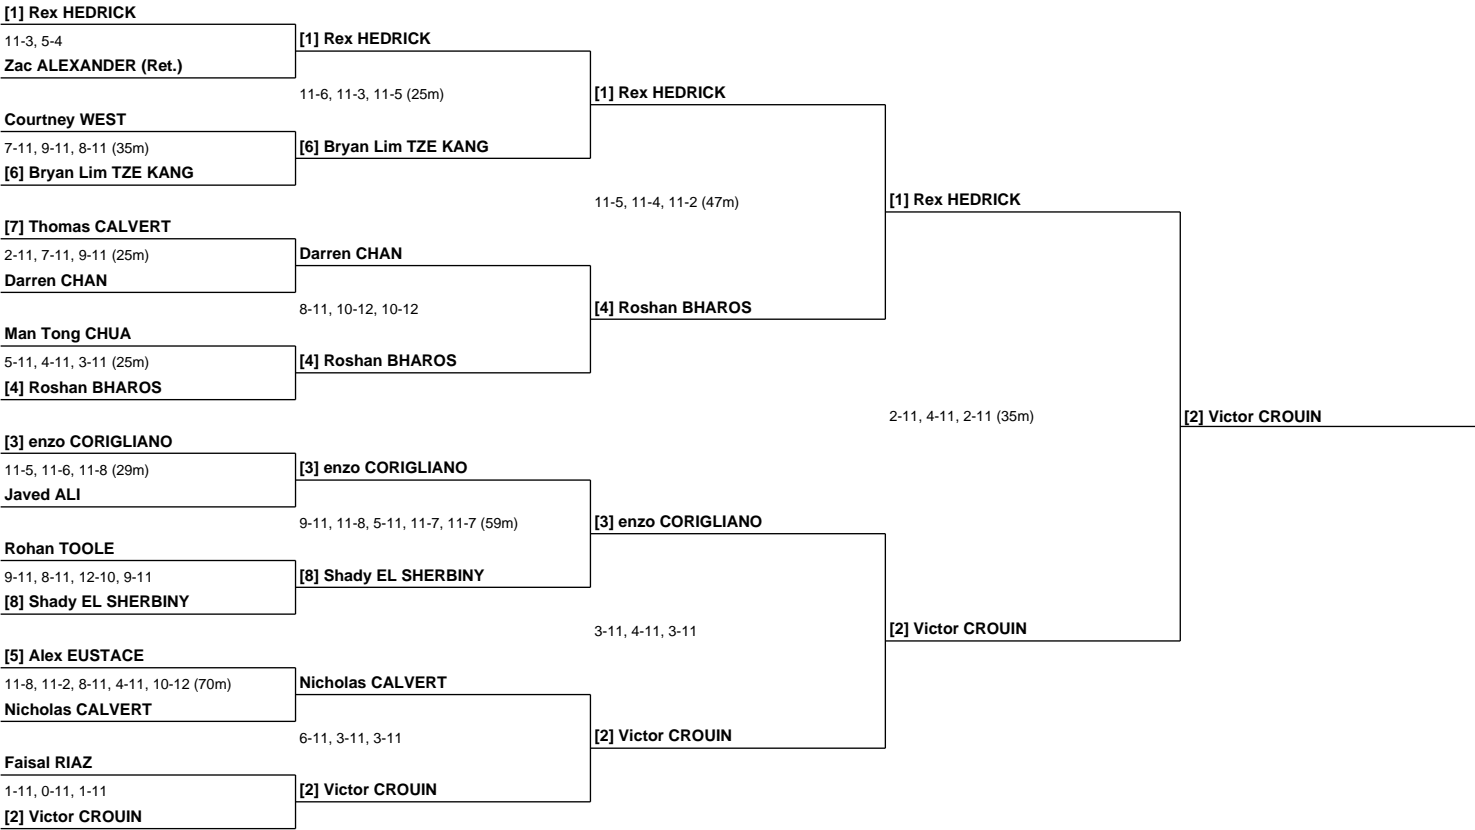 [1] Rex HEDRICK
11-3, 5-4
Zac ALEXANDER (Ret.)
Courtney WEST
7-11, 9-11, 8-11 (35m)
[6] Bryan Lim TZE KANG
[7] Thomas CALVERT
2-11, 7-11, 9-11 (25m)
Darren CHAN
Man Tong CHUA
5-11, 4-11, 3-11 (25m)
[4] Roshan BHAROS
[3] enzo CORIGLIANO
11-5, 11-6, 11-8 (29m)
Javed ALI
Rohan TOOLE
9-11, 8-11, 12-10, 9-11
[8] Shady EL SHERBINY
[5] Alex EUSTACE
11-8, 11-2, 8-11, 4-11, 10-12 (70m)
Nicholas CALVERT
Faisal RIAZ
1-11, 0-11, 1-11
[2] Victor CROUIN
[1] Rex HEDRICK
11-6, 11-3, 11-5 (25m)
[6] Bryan Lim TZE KANG
Darren CHAN
8-11, 10-12, 10-12
[4] Roshan BHAROS
[3] enzo CORIGLIANO
9-11, 11-8, 5-11, 11-7, 11-7 (59m)
[8] Shady EL SHERBINY
Nicholas CALVERT
6-11, 3-11, 3-11
[2] Victor CROUIN
[1] Rex HEDRICK
11-5, 11-4, 11-2 (47m)
[4] Roshan BHAROS
[3] enzo CORIGLIANO
3-11, 4-11, 3-11
[2] Victor CROUIN
[1] Rex HEDRICK
2-11, 4-11, 2-11 (35m)
[2] Victor CROUIN
[2] Victor CROUIN